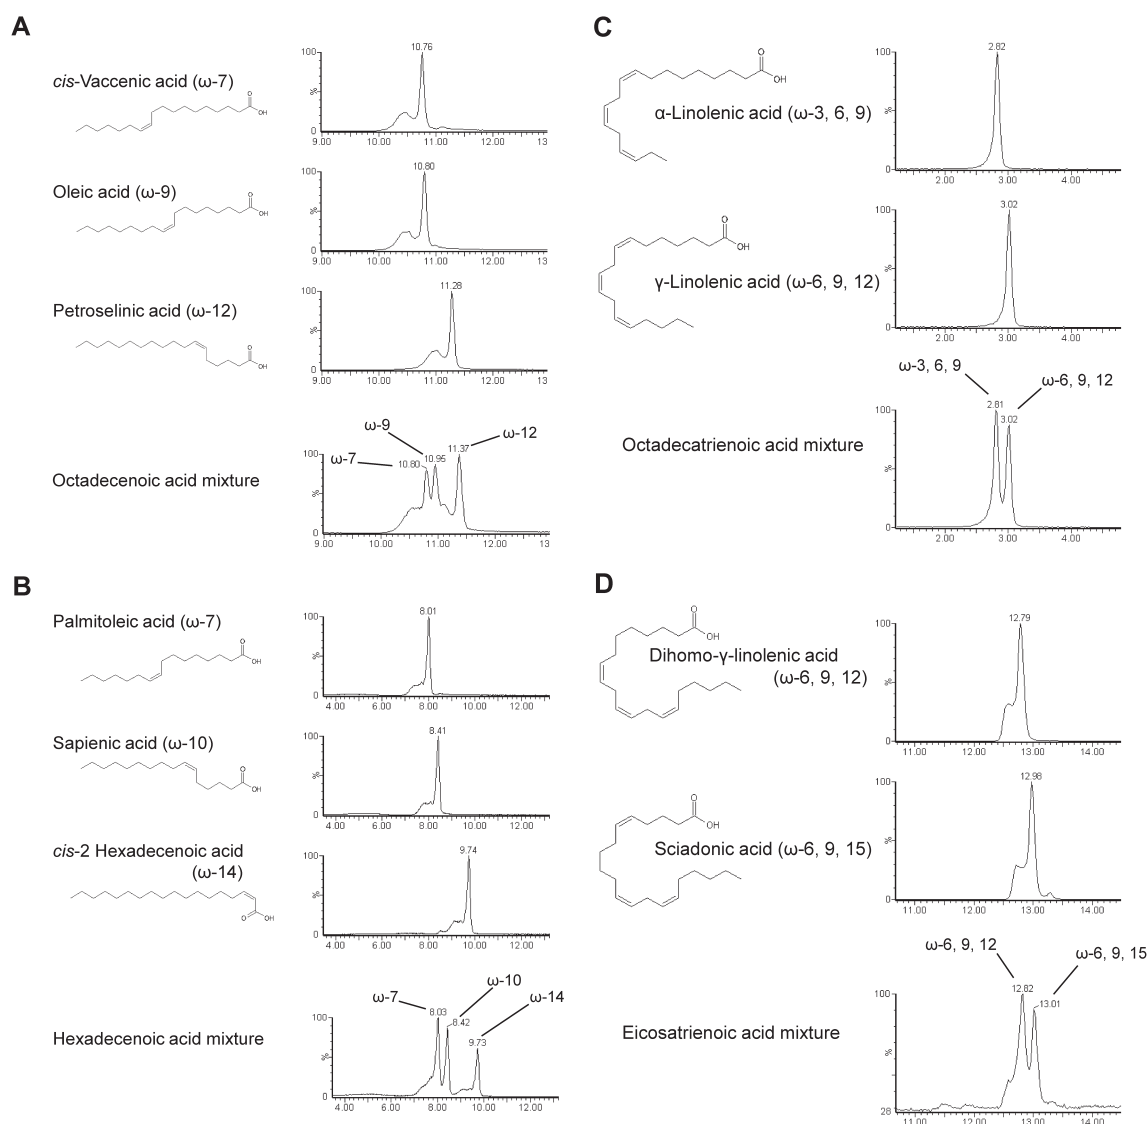 A
cis-Vaccenic acid (ω-7)
O
OH
100
%
0
10.76
9.00 10.00 11.00 12.00 13
Oleic acid (ω-9)
O
OH
100
%
0
10.80
9.00 10.00 11.00 12.00 13
Petroselinic acid (ω-12)
O
OH
100
%
0
11.28
9.00 10.00 11.00 12.00 13
Octadecenoic acid mixture
ω-7
ω-9
ω-12
100
%
0
10.80 10.95 11.37
9.00 10.00 11.00 12.00 13
B
Palmitoleic acid (ω-7)
O
OH
100
%
0
8.01
4.00 6.00 8.00 10.00 12.00
Sapienic acid (ω-10)
O
OH
100
%
0
8.41
4.00 6.00 8.00 10.00 12.00
cis-2 Hexadecenoic acid
(ω-14)
O
OH
100
%
0
9.74
4.00 6.00 8.00 10.00 12.00
Hexadecenoic acid mixture
ω-7
ω-10
ω-14
100
%
0
8.03 8.42 9.73
4.00 6.00 8.00 10.00 12.00
C
O
OH
α-Linolenic acid (ω-3, 6, 9)
100
%
0
2.82
2.00 3.00 4.00
O
OH
γ-Linolenic acid (ω-6, 9, 12)
100
%
0
3.02
2.00 3.00 4.00
ω-3, 6, 9
ω-6, 9, 12
Octadecatrienoic acid mixture
100
%
0
2.81 3.02
2.00 3.00 4.00
D
O
OH
Dihomo-γ-linolenic acid
(ω-6, 9, 12)
100
%
0
12.79
11.00 12.00 13.00 14.00
O
OH
Sciadonic acid (ω-6, 9, 15)
100
%
0
12.98
11.00 12.00 13.00 14.00
ω-6, 9, 12
ω-6, 9, 15
Eicosatrienoic acid mixture
100
%
28
12.82 13.01
11.00 12.00 13.00 14.00